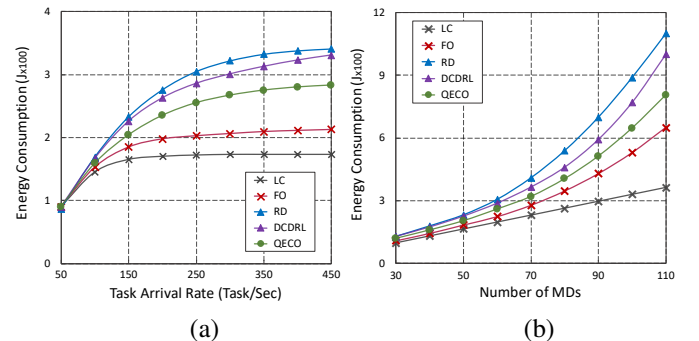 Energy Consumption (Jx100)
4
3
2
1
0
50
150
250
350
450
Task Arrival Rate (Task/Sec)
LC
FO
RD
DCDRL
QECO
(a)
Energy Consumption (Jx100)
12
9
6
3
0
30
50
70
90
110
Number of MDs
LC
FO
RD
DCDRL
QECO
(b)